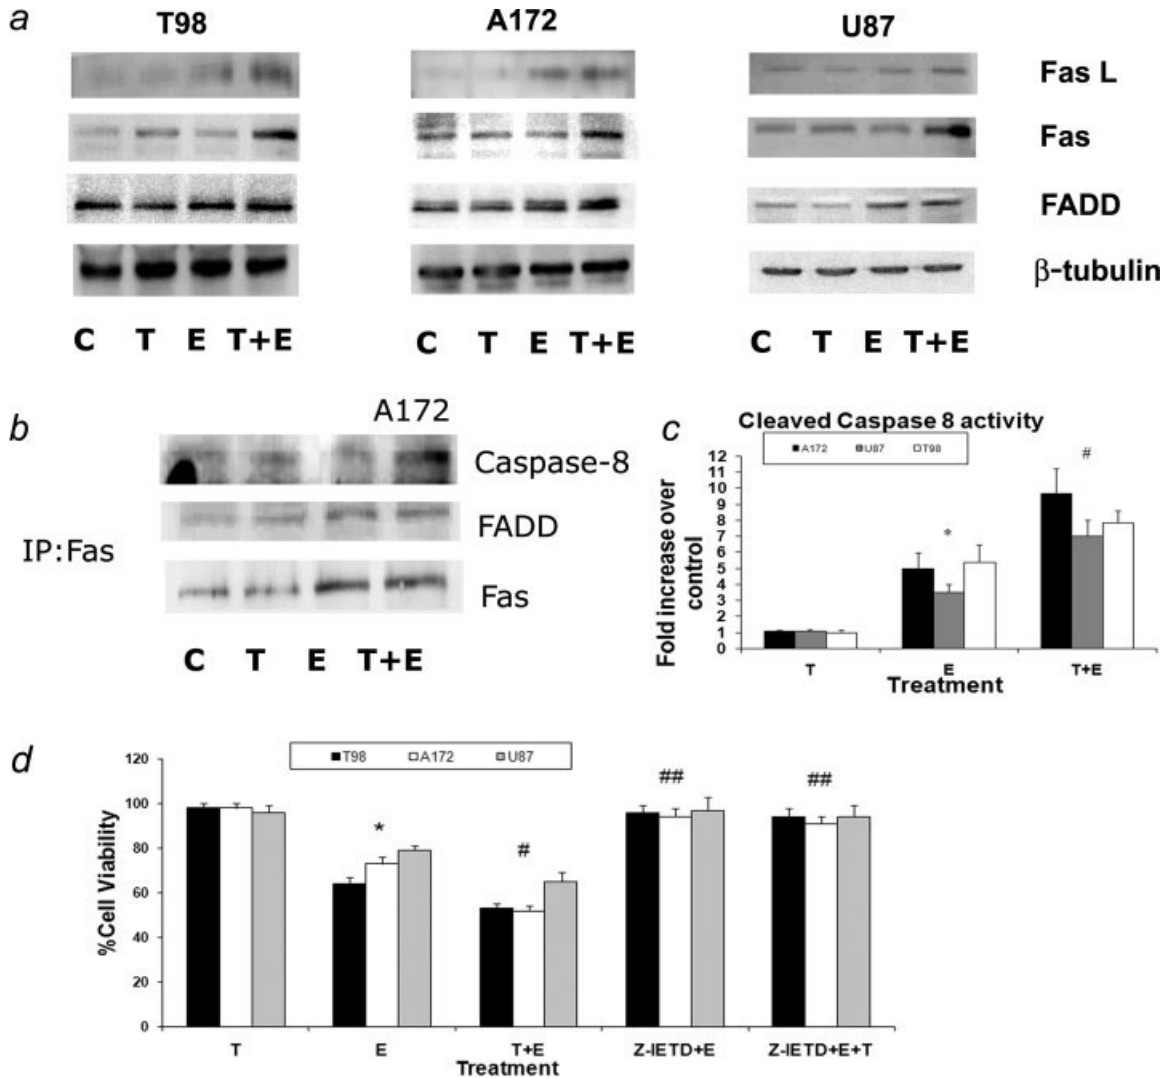 a
T98
A172
U87
Fas L
Fas
FADD
β-tubulin
C T E T+E
C T E T+E
C T E T+E
b
A172
Caspase-8
FADD
Fas
IP:Fas
C T E T+E
c
Cleaved Caspase 8 activity
A172 U87 T98
Fold increase over
control
12
11
10
9
8
7
6
5
4
3
2
1
0
*
#
T E T+E
Treatment
d
T98 A172 U87
%Cell Viability
120
100
80
60
40
20
0
*
#
##
##
T E T+E Z-IETD+E Z-IETD+E+T
Treatment